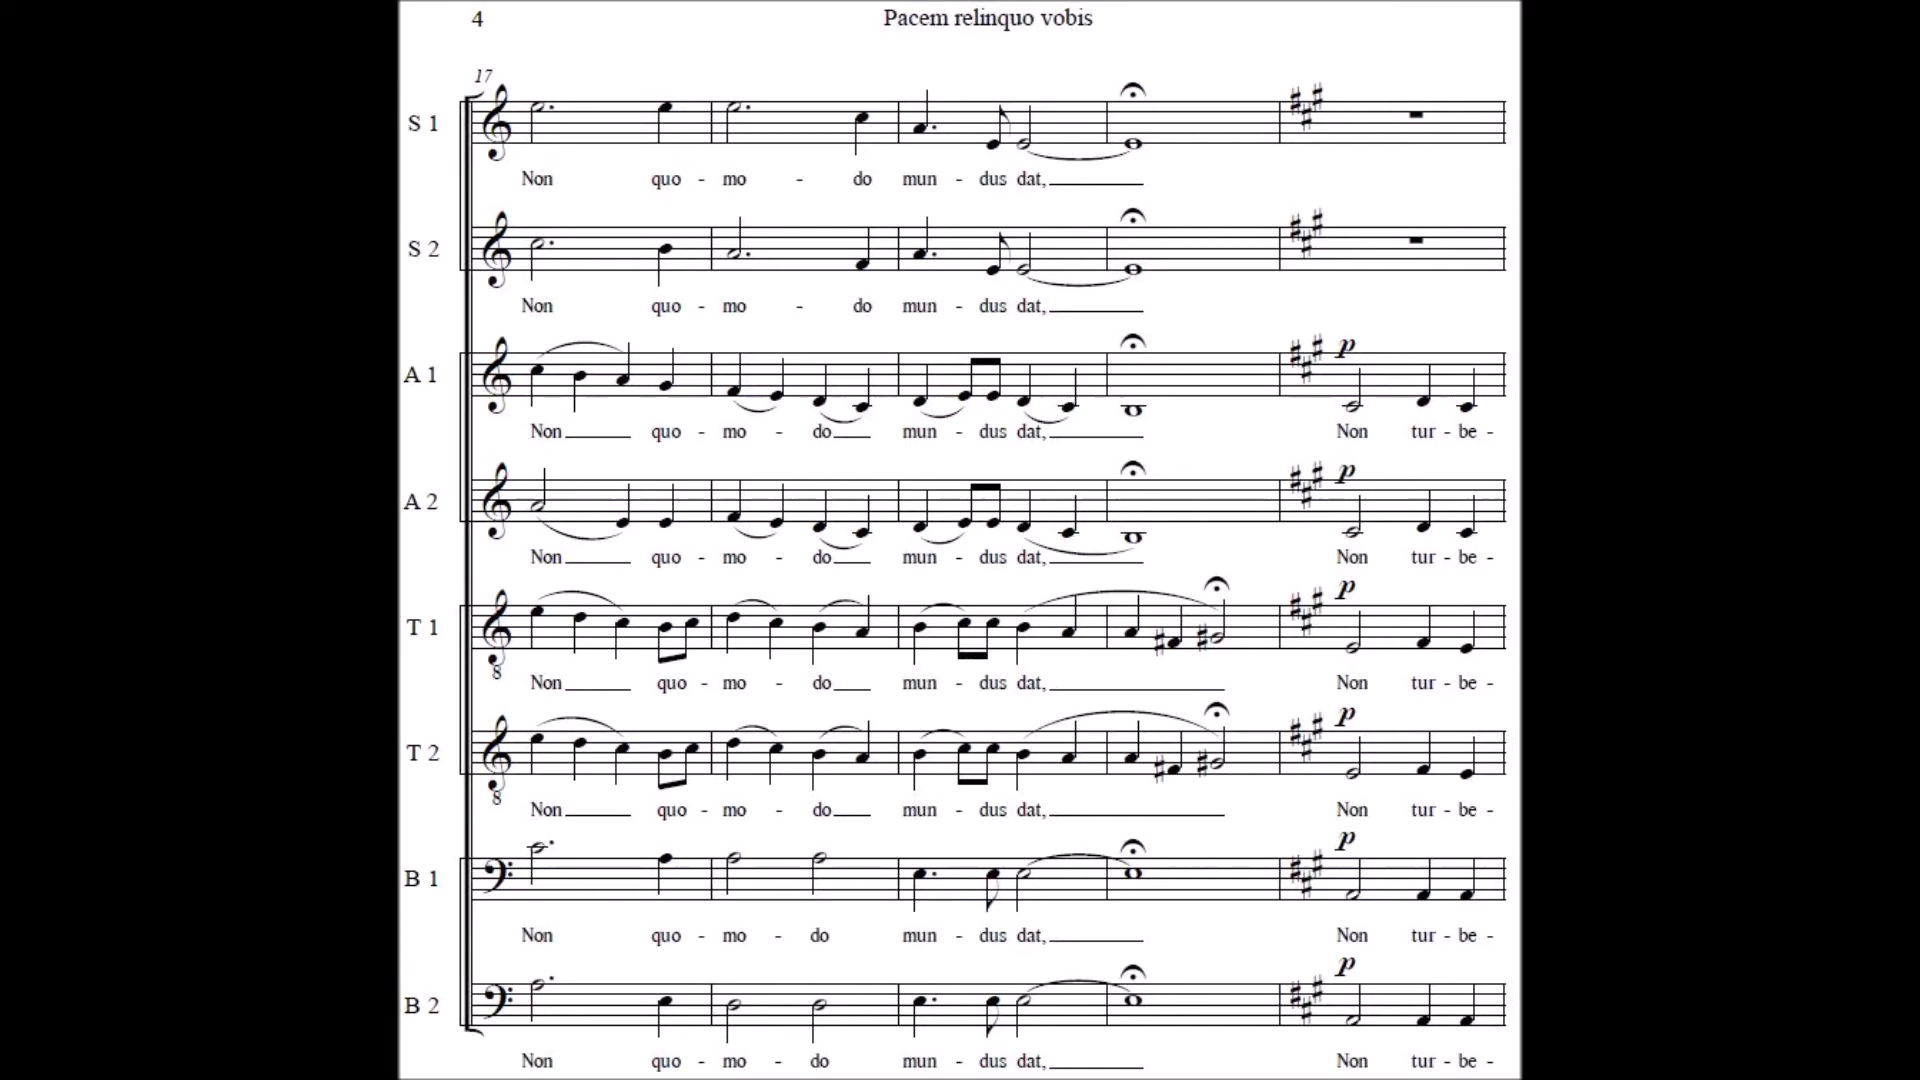 4 Pacem relinquo vobis
17
S 1
Non quo - mo - do mun - dus dat,
S 2
Non quo - mo - do mun - dus dat,
p
A 1
Non quo - mo - do mun - dus dat, Non tur - be -
p
A 2
Non quo - mo - do mun - dus dat, Non tur - be -
p
T 1
8
Non quo - mo - do mun - dus dat, Non tur - be -
p
T 2
8
Non quo - mo - do mun - dus dat, Non tur - be -
p
B 1
Non quo - mo - do mun - dus dat, Non tur - be -
p
B 2
Non quo - mo - do mun - dus dat, Non tur - be -